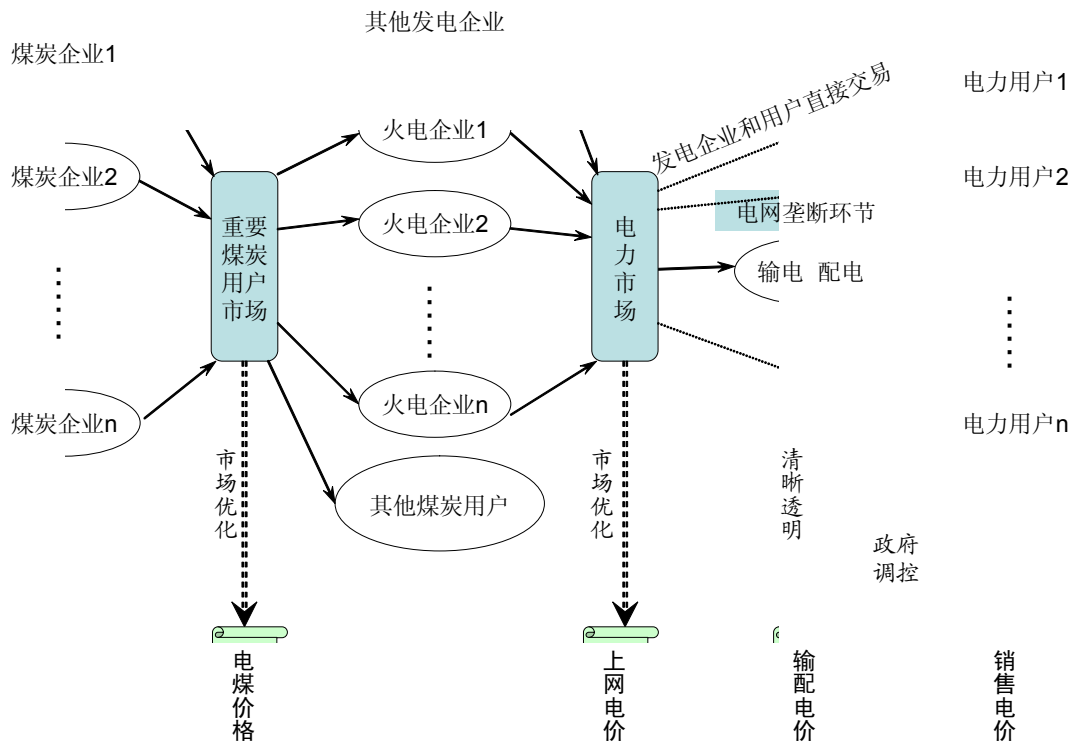 其他发电企业
煤炭企业1
电力用户1
火电企业1
发电企业和用户直接交易
煤炭企业2
电力用户2
重要
煤炭
用户
市场
火电企业2
电力市场
电网垄断环节
输电 配电
火电企业n
煤炭企业n
电力用户n
市场优化
其他煤炭用户
市场优化
清晰透明
政府
调控
电煤价格
上网电价
输配电价
销售电价